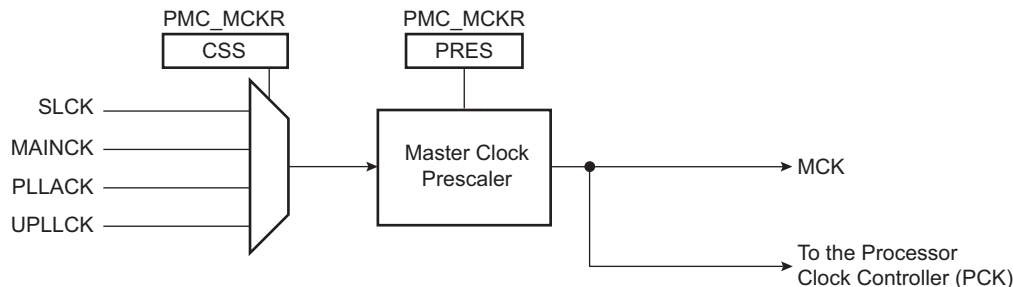 PMC_MCKR
PMC_MCKR
CSS
PRES
SLCK
MAINCK
PLLACK
UPLLCK
Master Clock
Prescaler
MCK
To the Processor
Clock Controller (PCK)